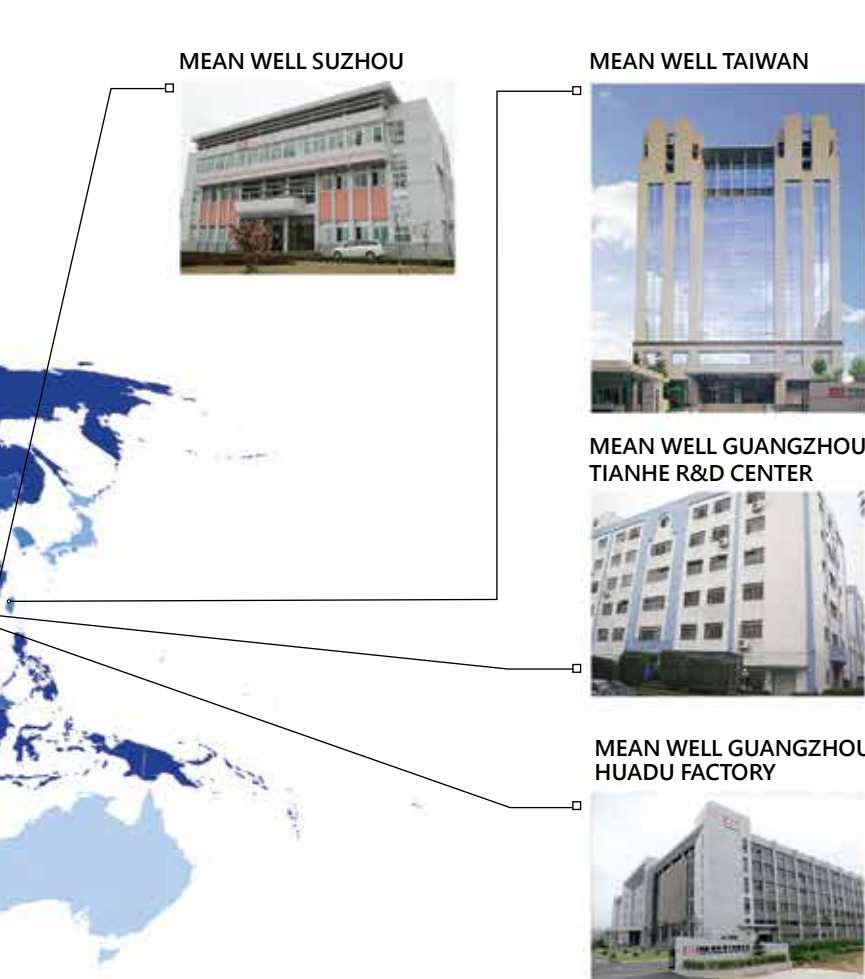 MEAN WELL SUZHOU
MEAN WELL TAIWAN
MEAN WELL GUANGZHOU
TIANHE R&D CENTER
MEAN WELL GUANGZHOU
HUADU FACTORY